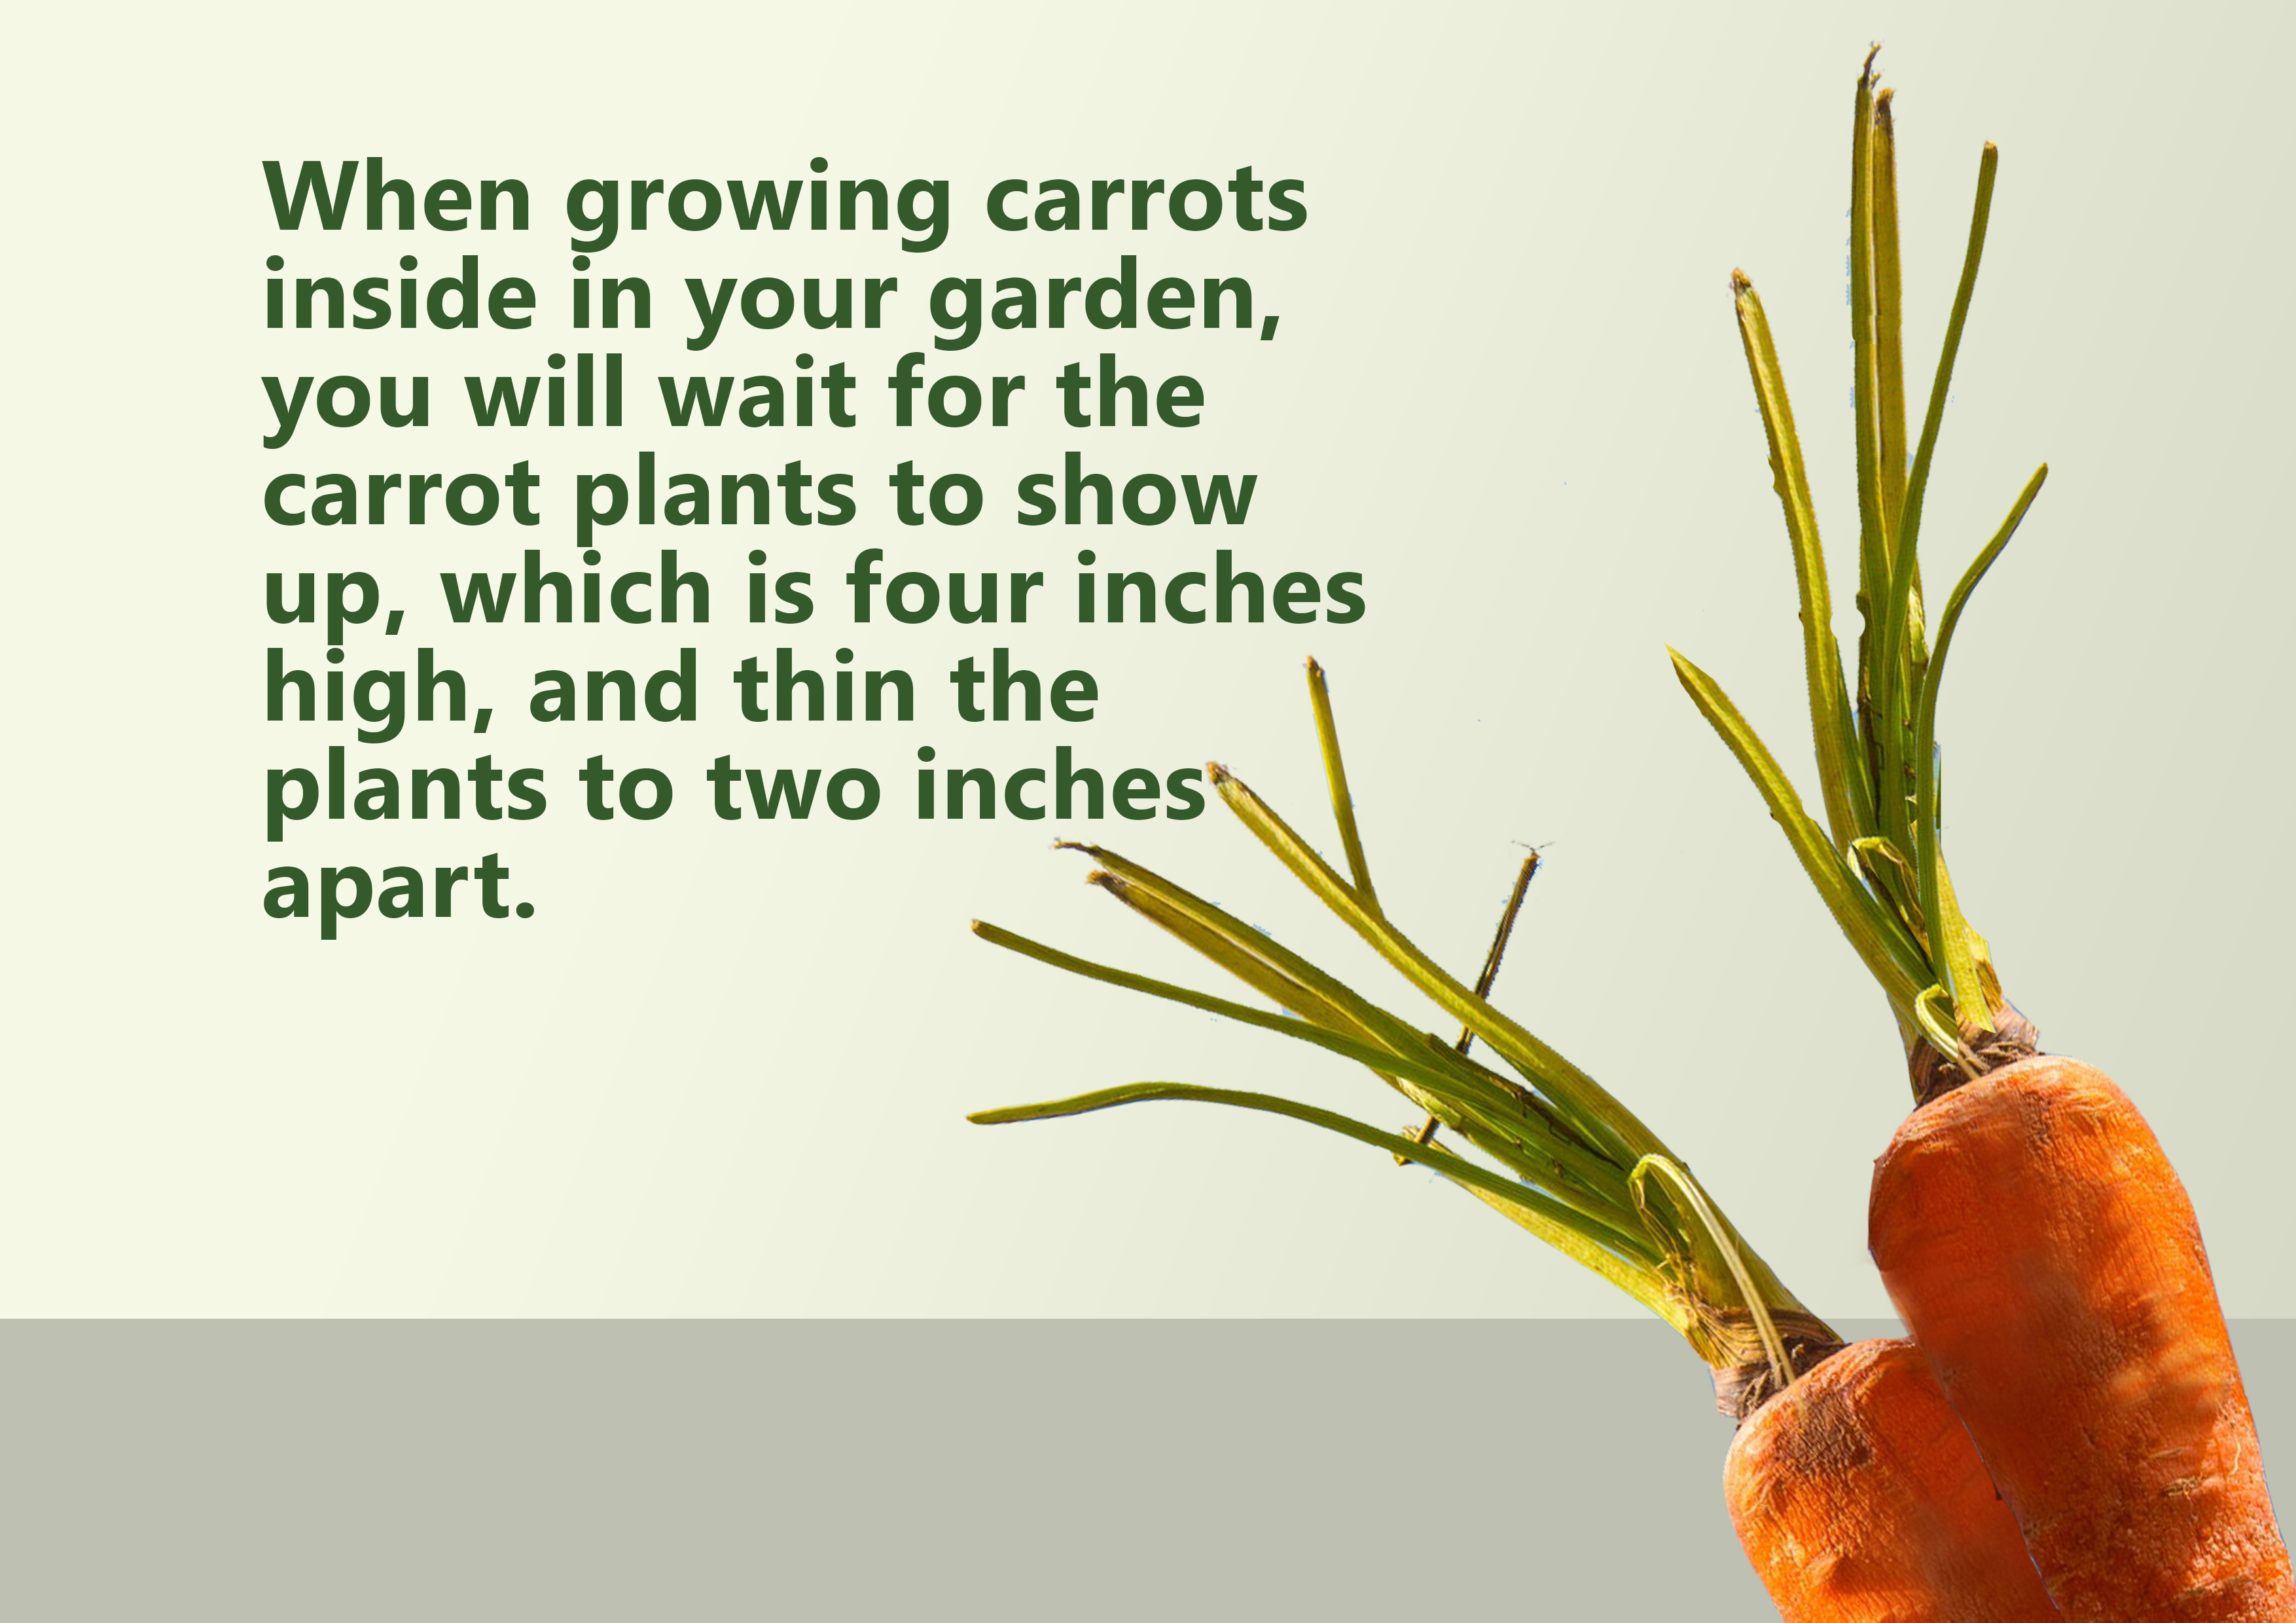 When growing carrots
inside in your garden,
you will wait for the
carrot plants to show
up, which is four inches
high, and thin the
plants to two inches
apart.